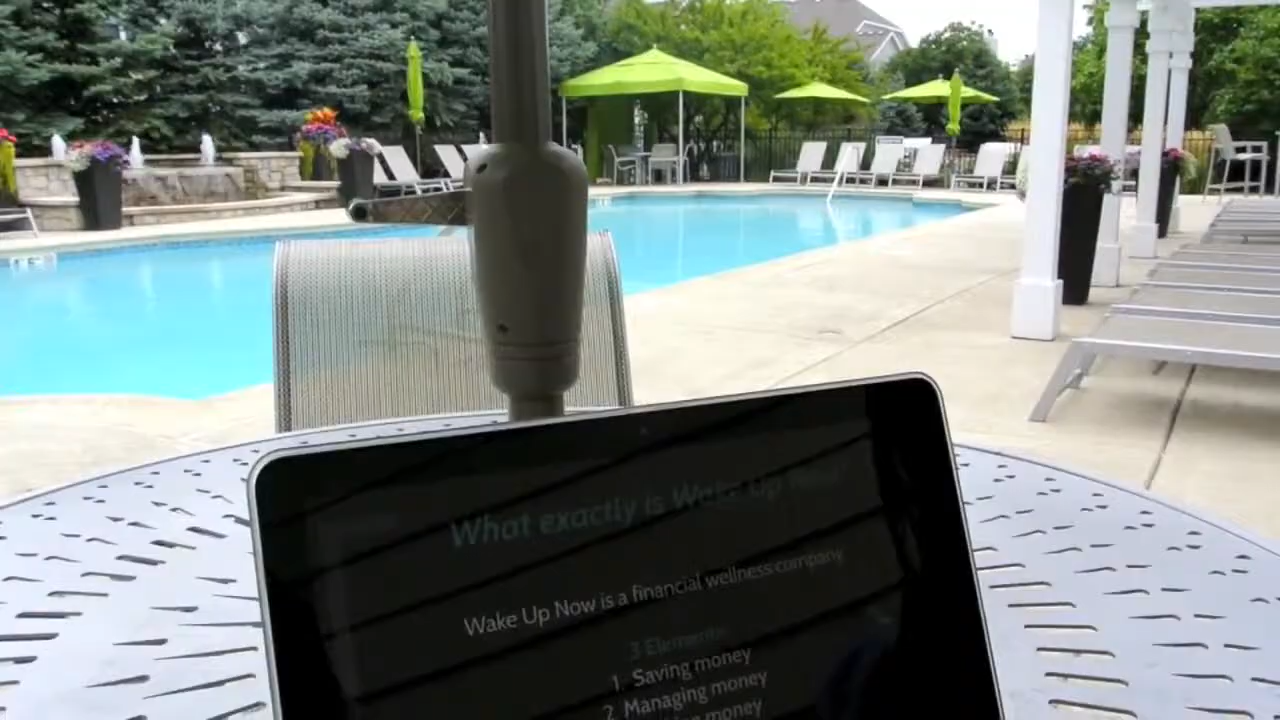 What exactly is Wake Up Now?
Wake Up Now is a financial wellness company
3 Elements
1. Saving money
2. Managing money
money